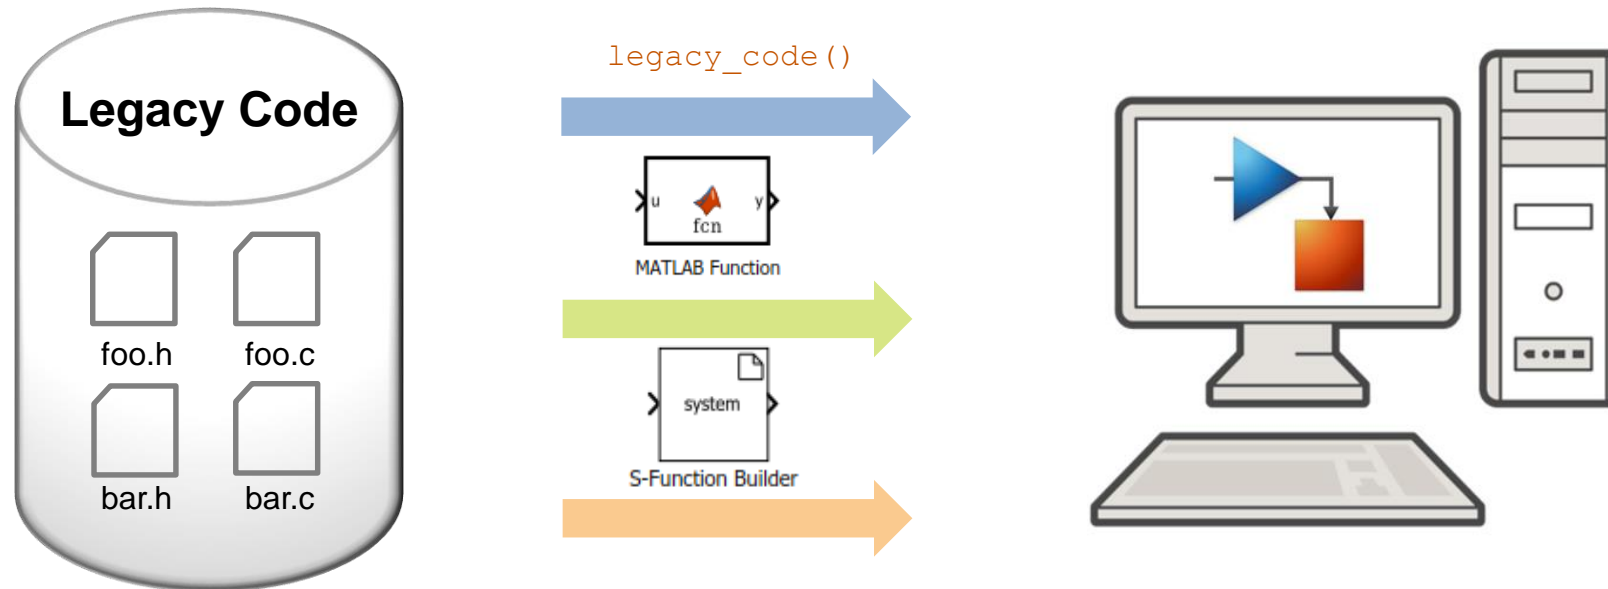 Legacy Code
foo.h
foo.c
bar.h
bar.c
legacy_code()
u
fcn
y
MATLAB Function
system
S-Function Builder